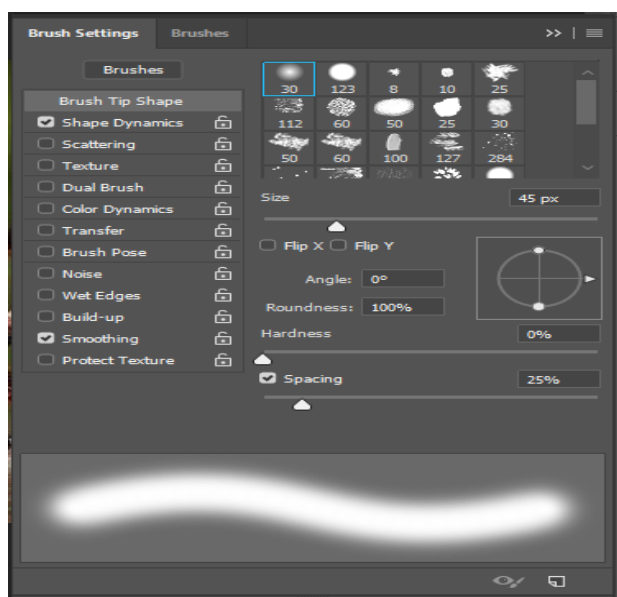 Brush Settings Brushes >>
Brushes
Brush Tip Shape
Shape Dynamics
Scattering
Texture
Dual Brush
Color Dynamics
Transfer
Brush Pose
Noise
Wet Edges
Build-up
Smoothing
Protect Texture
30 123 8 10 25
112 60 50 25 30
50 60 100 127 284
Size 45 px
Flip X Flip Y
Angle: 0°
Roundness: 100%
Hardness 0%
Spacing 25%